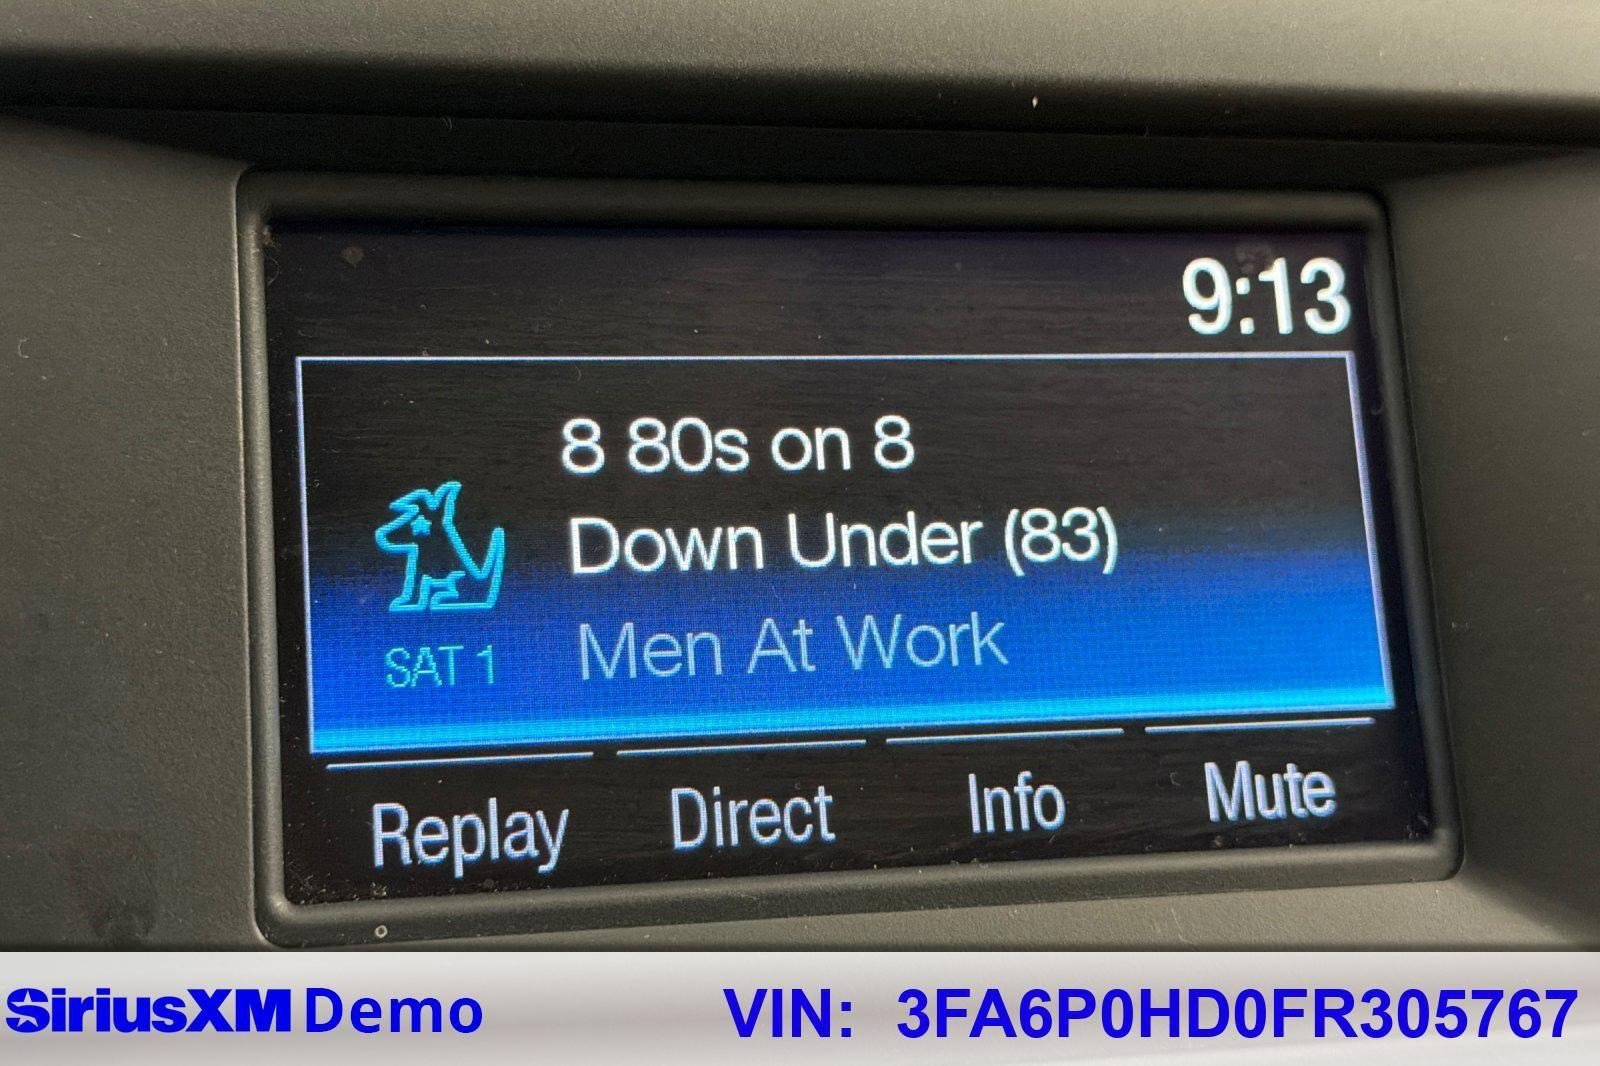 9:13
8 80s on 8
Down Under (83)
Men At Work
SAT 1
Replay Direct Info Mute
SiriusXM Demo VIN: 3FA6P0HD0FR305767